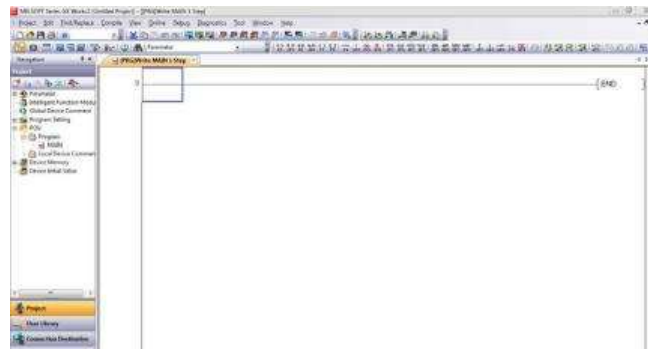 MELSOFT Series GX Works2 (Untitled Project) - [[PRG]Write MAIN 1 Step]
Project Edit Find/Replace Compile View Online Debug Diagnostics Tool Window Help
Parameter
Navigation
[PRG]Write MAIN 1 Step
Project
Parameter
Intelligent Function Modu
Global Device Comment
Program Setting
POU
Program
MAIN
Local Device Commen
Device Memory
Device Initial Value
0
END
Project
User Library
Connection Destination